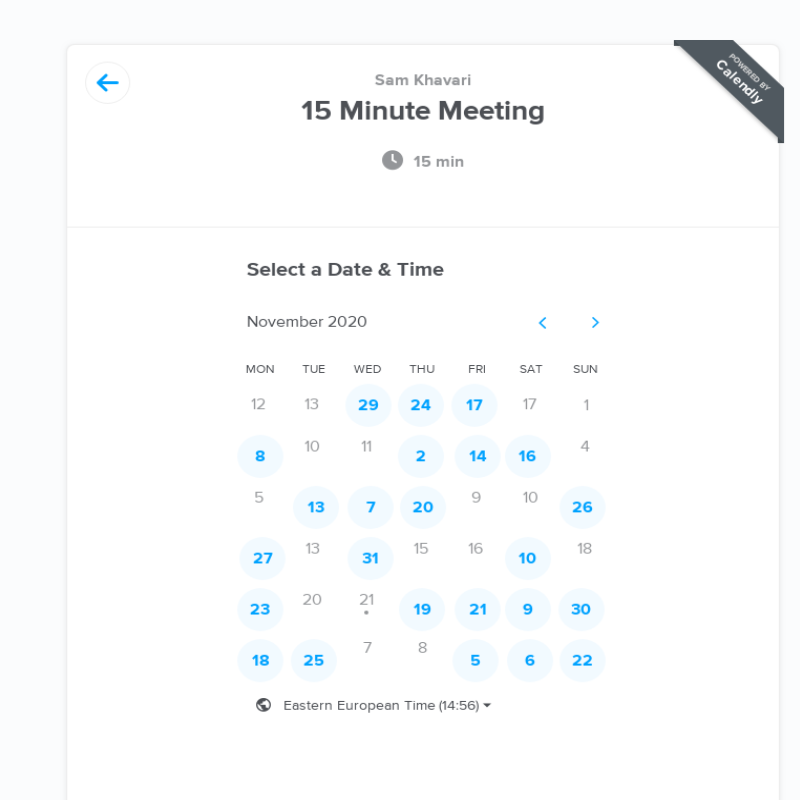 POWERED BY
Calendly
Sam Khavari
15 Minute Meeting
15 min
Select a Date & Time
November 2020
MON TUE WED THU FRI SAT SUN
12 13 29 24 17 17 1
8 10 11 2 14 16 4
5 13 7 20 9 10 26
27 13 31 15 16 10 18
23 20 21 19 21 9 30
18 25 7 8 5 6 22
Eastern European Time (14:56)